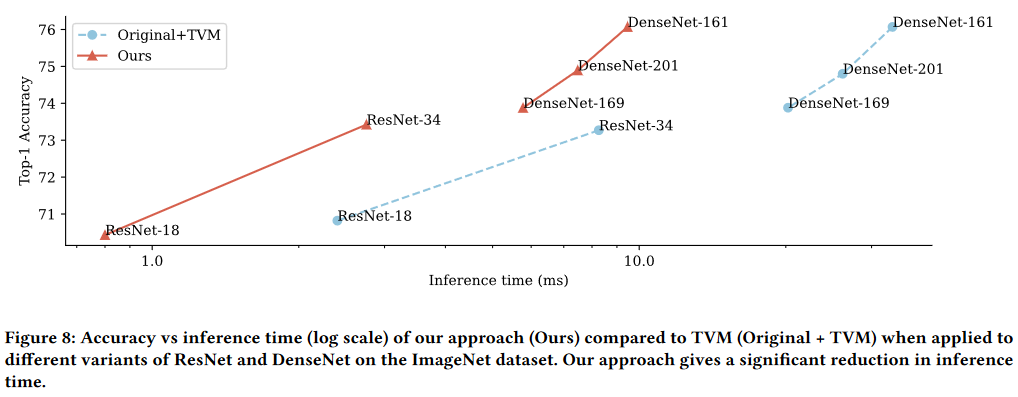 76
75
74
73
72
71
Top-1 Accuracy
Original+TVM
Ours
DenseNet-161
DenseNet-201
DenseNet-169
ResNet-34
ResNet-18
DenseNet-161
DenseNet-201
DenseNet-169
ResNet-34
ResNet-18
1.0
10.0
Inference time (ms)
Figure 8: Accuracy vs inference time (log scale) of our approach (Ours) compared to TVM (Original + TVM) when applied to
different variants of ResNet and DenseNet on the ImageNet dataset. Our approach gives a significant reduction in inference
time.